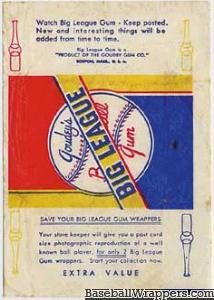 Watch Big League Gum - Keep posted.
New and interesting things will be
added from time to time.
Big League Gum is a
"PRODUCT OF THE GOUDEY GUM CO."
BOSTON, MASS., U. S. A.
Goudey's
BIG LEAGUE
Gum
SAVE YOUR BIG LEAGUE GUM WRAPPERS
Your store keeper will give you a post card
size photographic reproduction of a well
known ball player, for only 2 Big League
Gum wrappers. Start your collection now.
EXTRA VALUE
BaseballWrappers.com